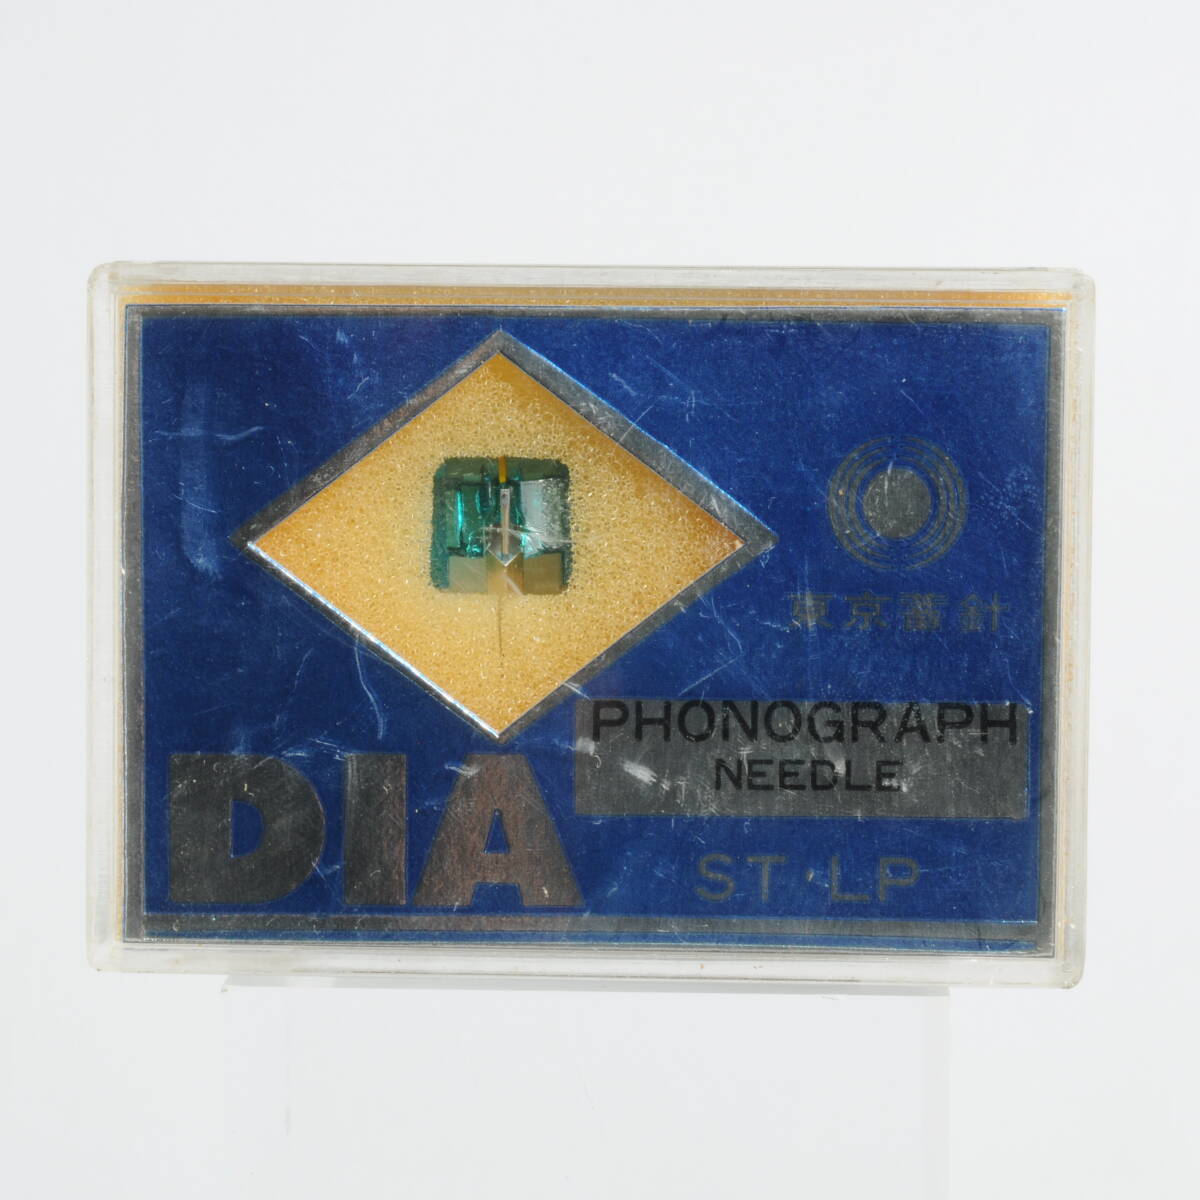 東京蓄針
PHONOGRAPH
NEEDLE
DIA
ST・LP